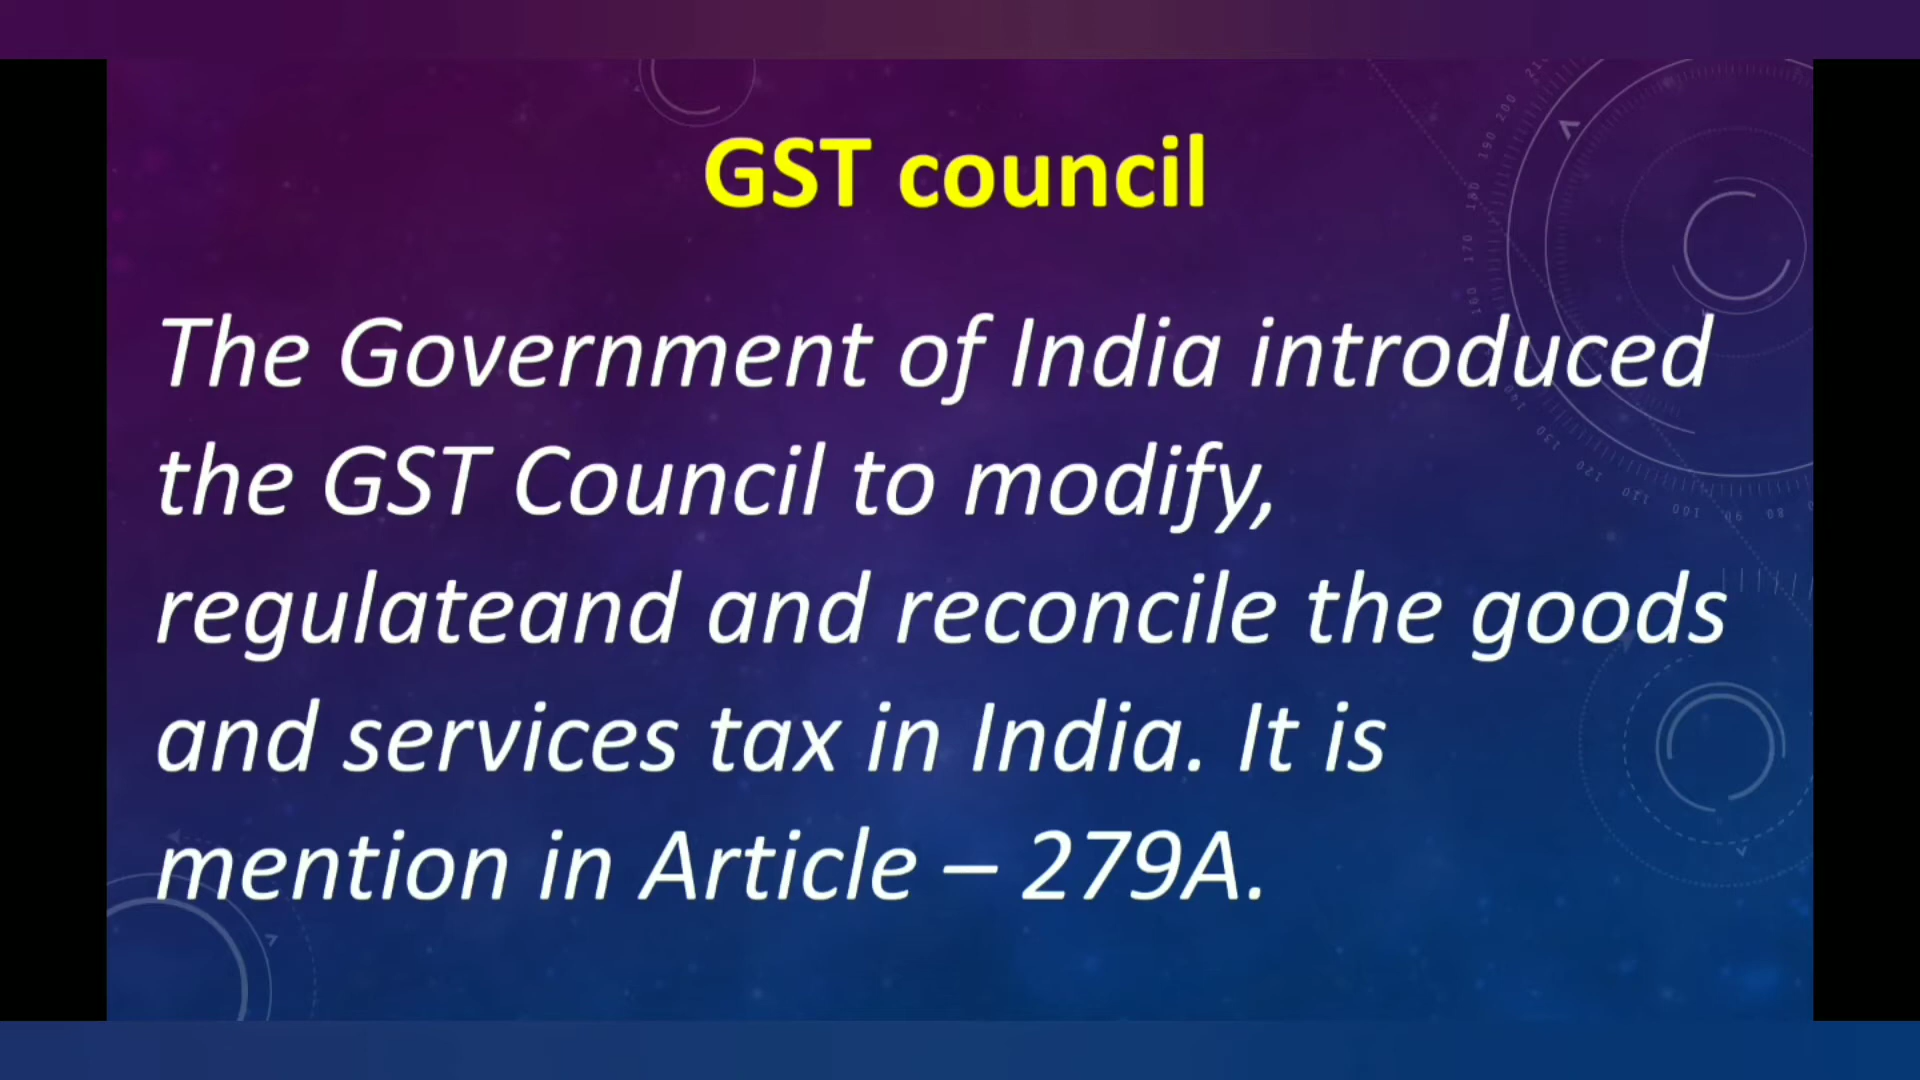 GST council
The Government of India introduced
the GST Council to modify,
regulateand and reconcile the goods
and services tax in India. It is
mention in Article – 279A.